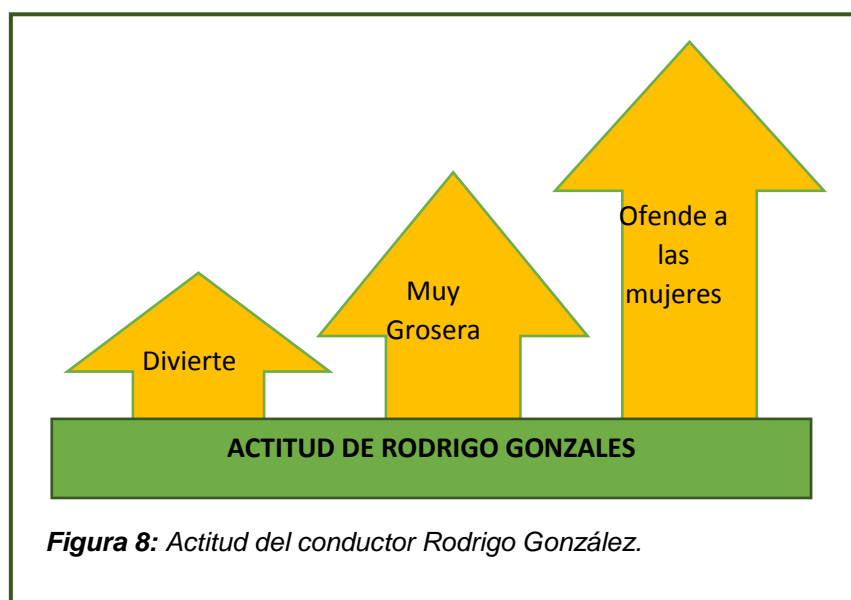 Divierte
Muy
Grosera
Ofende a
las
mujeres
ACTITUD DE RODRIGO GONZALES
Figura 8: Actitud del conductor Rodrigo González.